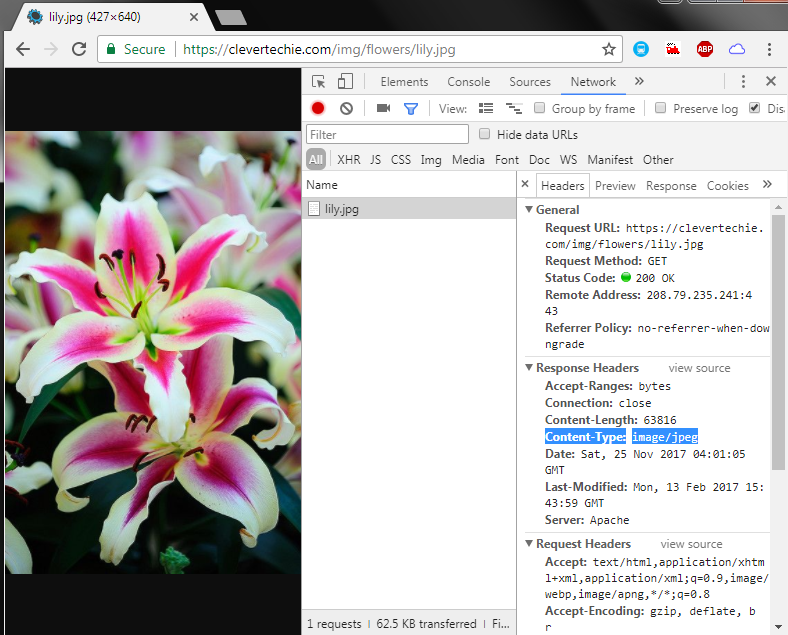 lily.jpg (427×640)
Secure
https://clevertechie.com/img/flowers/lily.jpg
ABP
Elements Console Sources Network »
View: Group by frame Preserve log Dis
Filter Hide data URLs
All XHR JS CSS Img Media Font Doc WS Manifest Other
Name
lily.jpg
1 requests 62.5 KB transferred Fi...
Headers Preview Response Cookies »
General
Request URL: https://clevertechie.
com/img/flowers/lily.jpg
Request Method: GET
Status Code: 200 OK
Remote Address: 208.79.235.241:4
43
Referrer Policy: no-referrer-when-dow
ngrade
Response Headers view source
Accept-Ranges: bytes
Connection: close
Content-Length: 63816
Content-Type: image/jpeg
Date: Sat, 25 Nov 2017 04:01:05
GMT
Last-Modified: Mon, 13 Feb 2017 15:
43:59 GMT
Server: Apache
Request Headers view source
Accept: text/html,application/xhtm
l+xml,application/xml;q=0.9,image/
webp,image/apng,*/*;q=0.8
Accept-Encoding: gzip, deflate, b
r